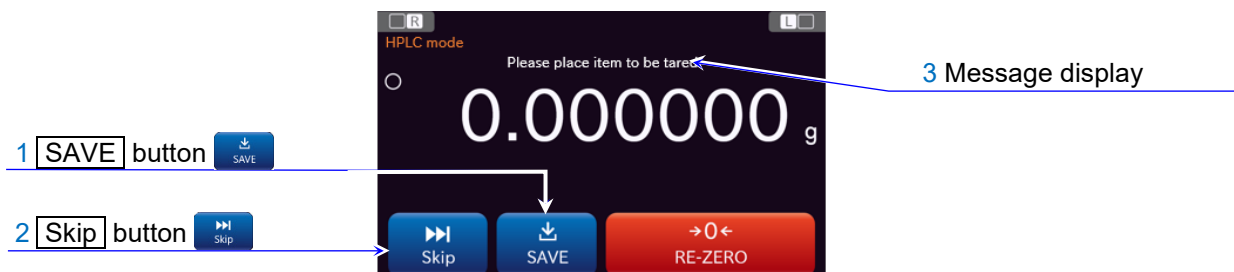 R
L
HPLC mode
Please place item to be tared
3 Message display
0.000000 g
1 SAVE button
SAVE
2 Skip button
Skip
Skip
SAVE
→0←
RE-ZERO